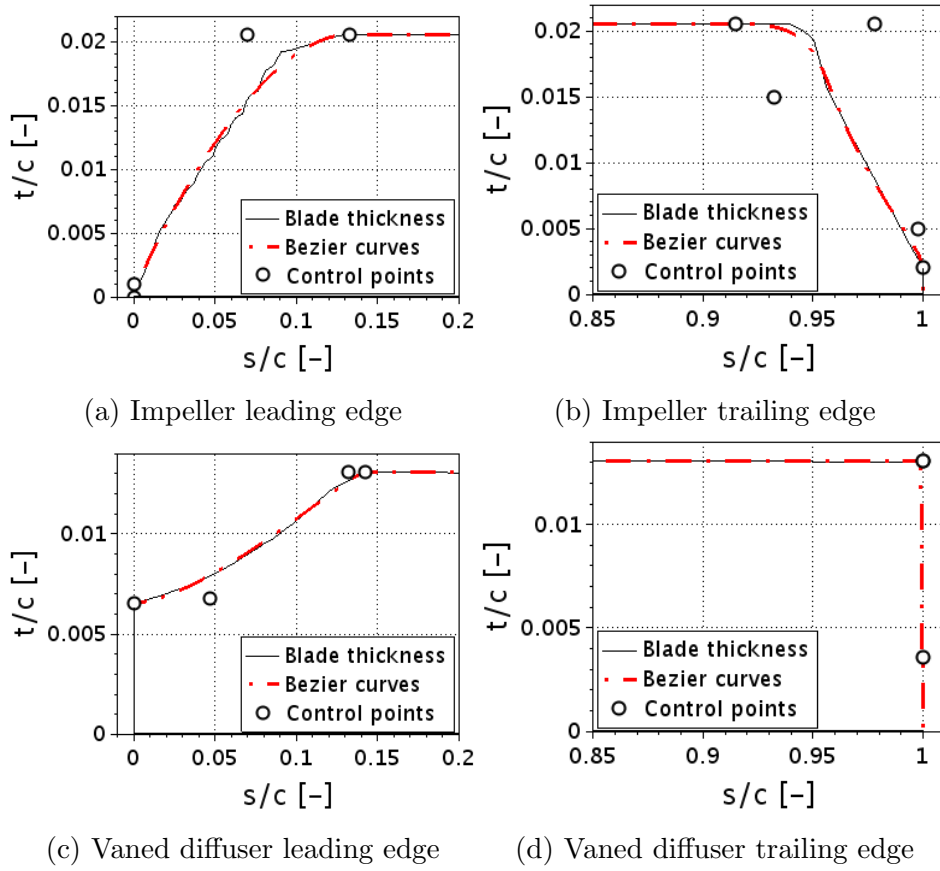 0.02
0.015
0.01
0.005
0
t/c [-]
Blade thickness
Bezier curves
Control points
0 0.05 0.1 0.15 0.2
s/c [-]
(a) Impeller leading edge
0.02
0.015
0.01
0.005
0
t/c [-]
Blade thickness
Bezier curves
Control points
0.85 0.9 0.95 1
s/c [-]
(b) Impeller trailing edge
0.01
0.005
0
t/c [-]
Blade thickness
Bezier curves
Control points
0 0.05 0.1 0.15 0.2
s/c [-]
(c) Vaned diffuser leading edge
0.01
0.005
0
t/c [-]
Blade thickness
Bezier curves
Control points
0.85 0.9 0.95 1
s/c [-]
(d) Vaned diffuser trailing edge